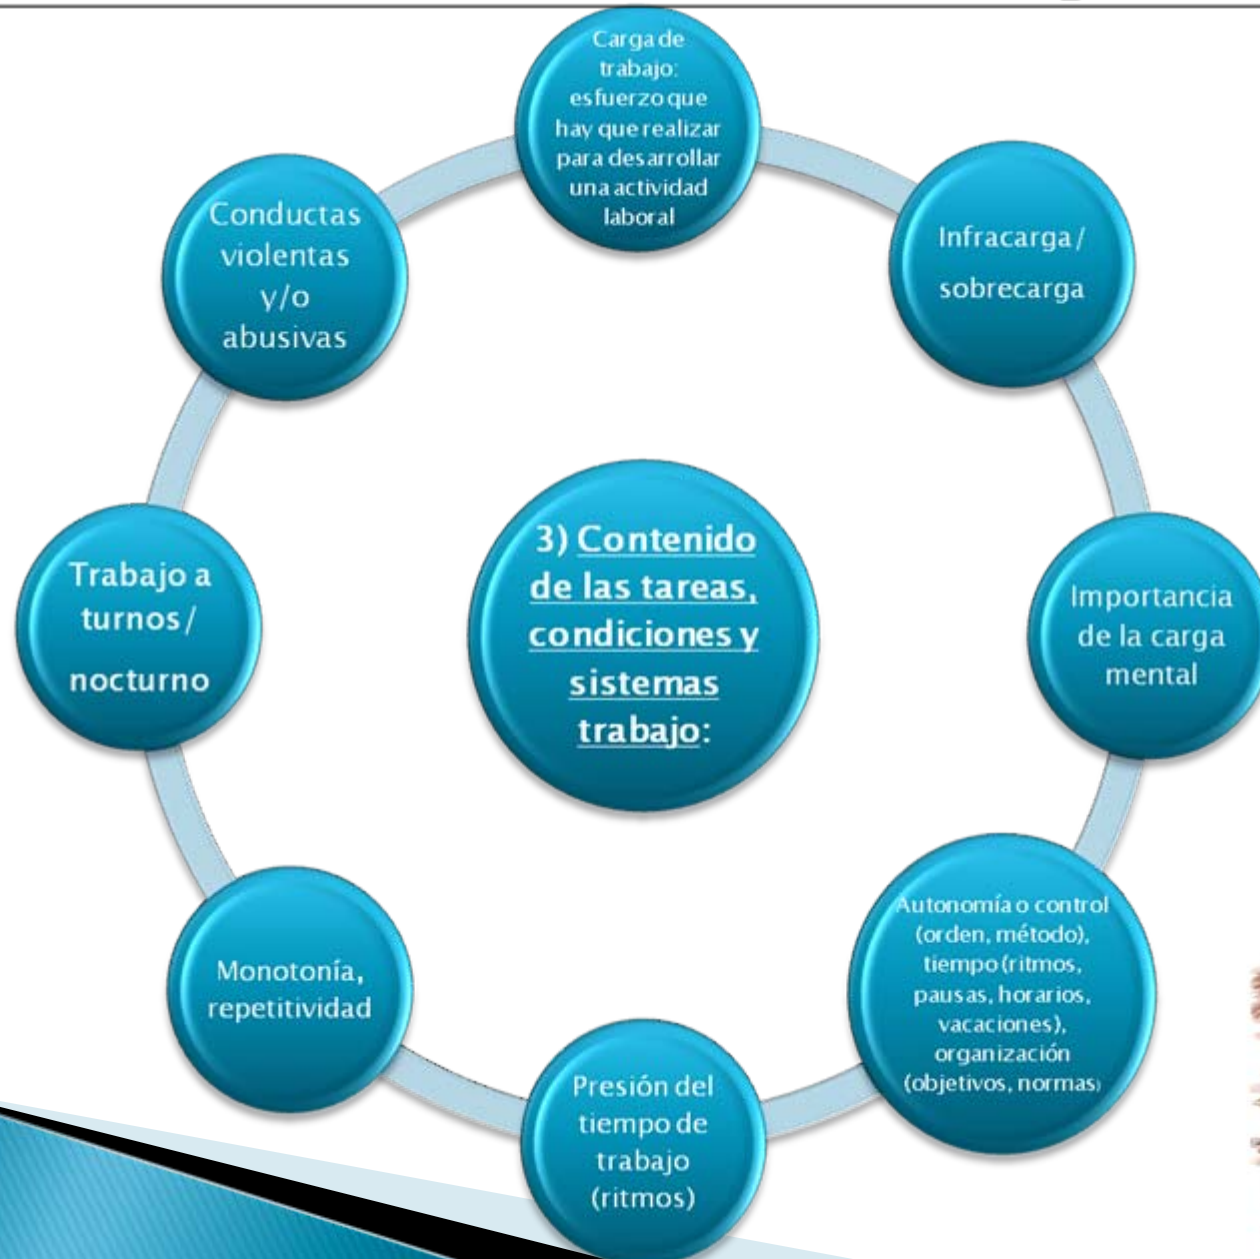 Carga de
trabajo:
esfuerzo que
hay que realizar
para desarrollar
una actividad
laboral
Infracarga/
sobrecarga
Importancia
de la carga
mental
Autonomía o control
(orden, método),
tiempo (ritmos,
pausas, horarios,
vacaciones),
organización
(objetivos, normas)
Presión del
tiempo de
trabajo
(ritmos)
Monotonía,
repetitividad
Trabajo a
turnos/
nocturno
Conductas
violentas
y/o
abusivas
3) Contenido
de las tareas,
condiciones y
sistemas
trabajo: